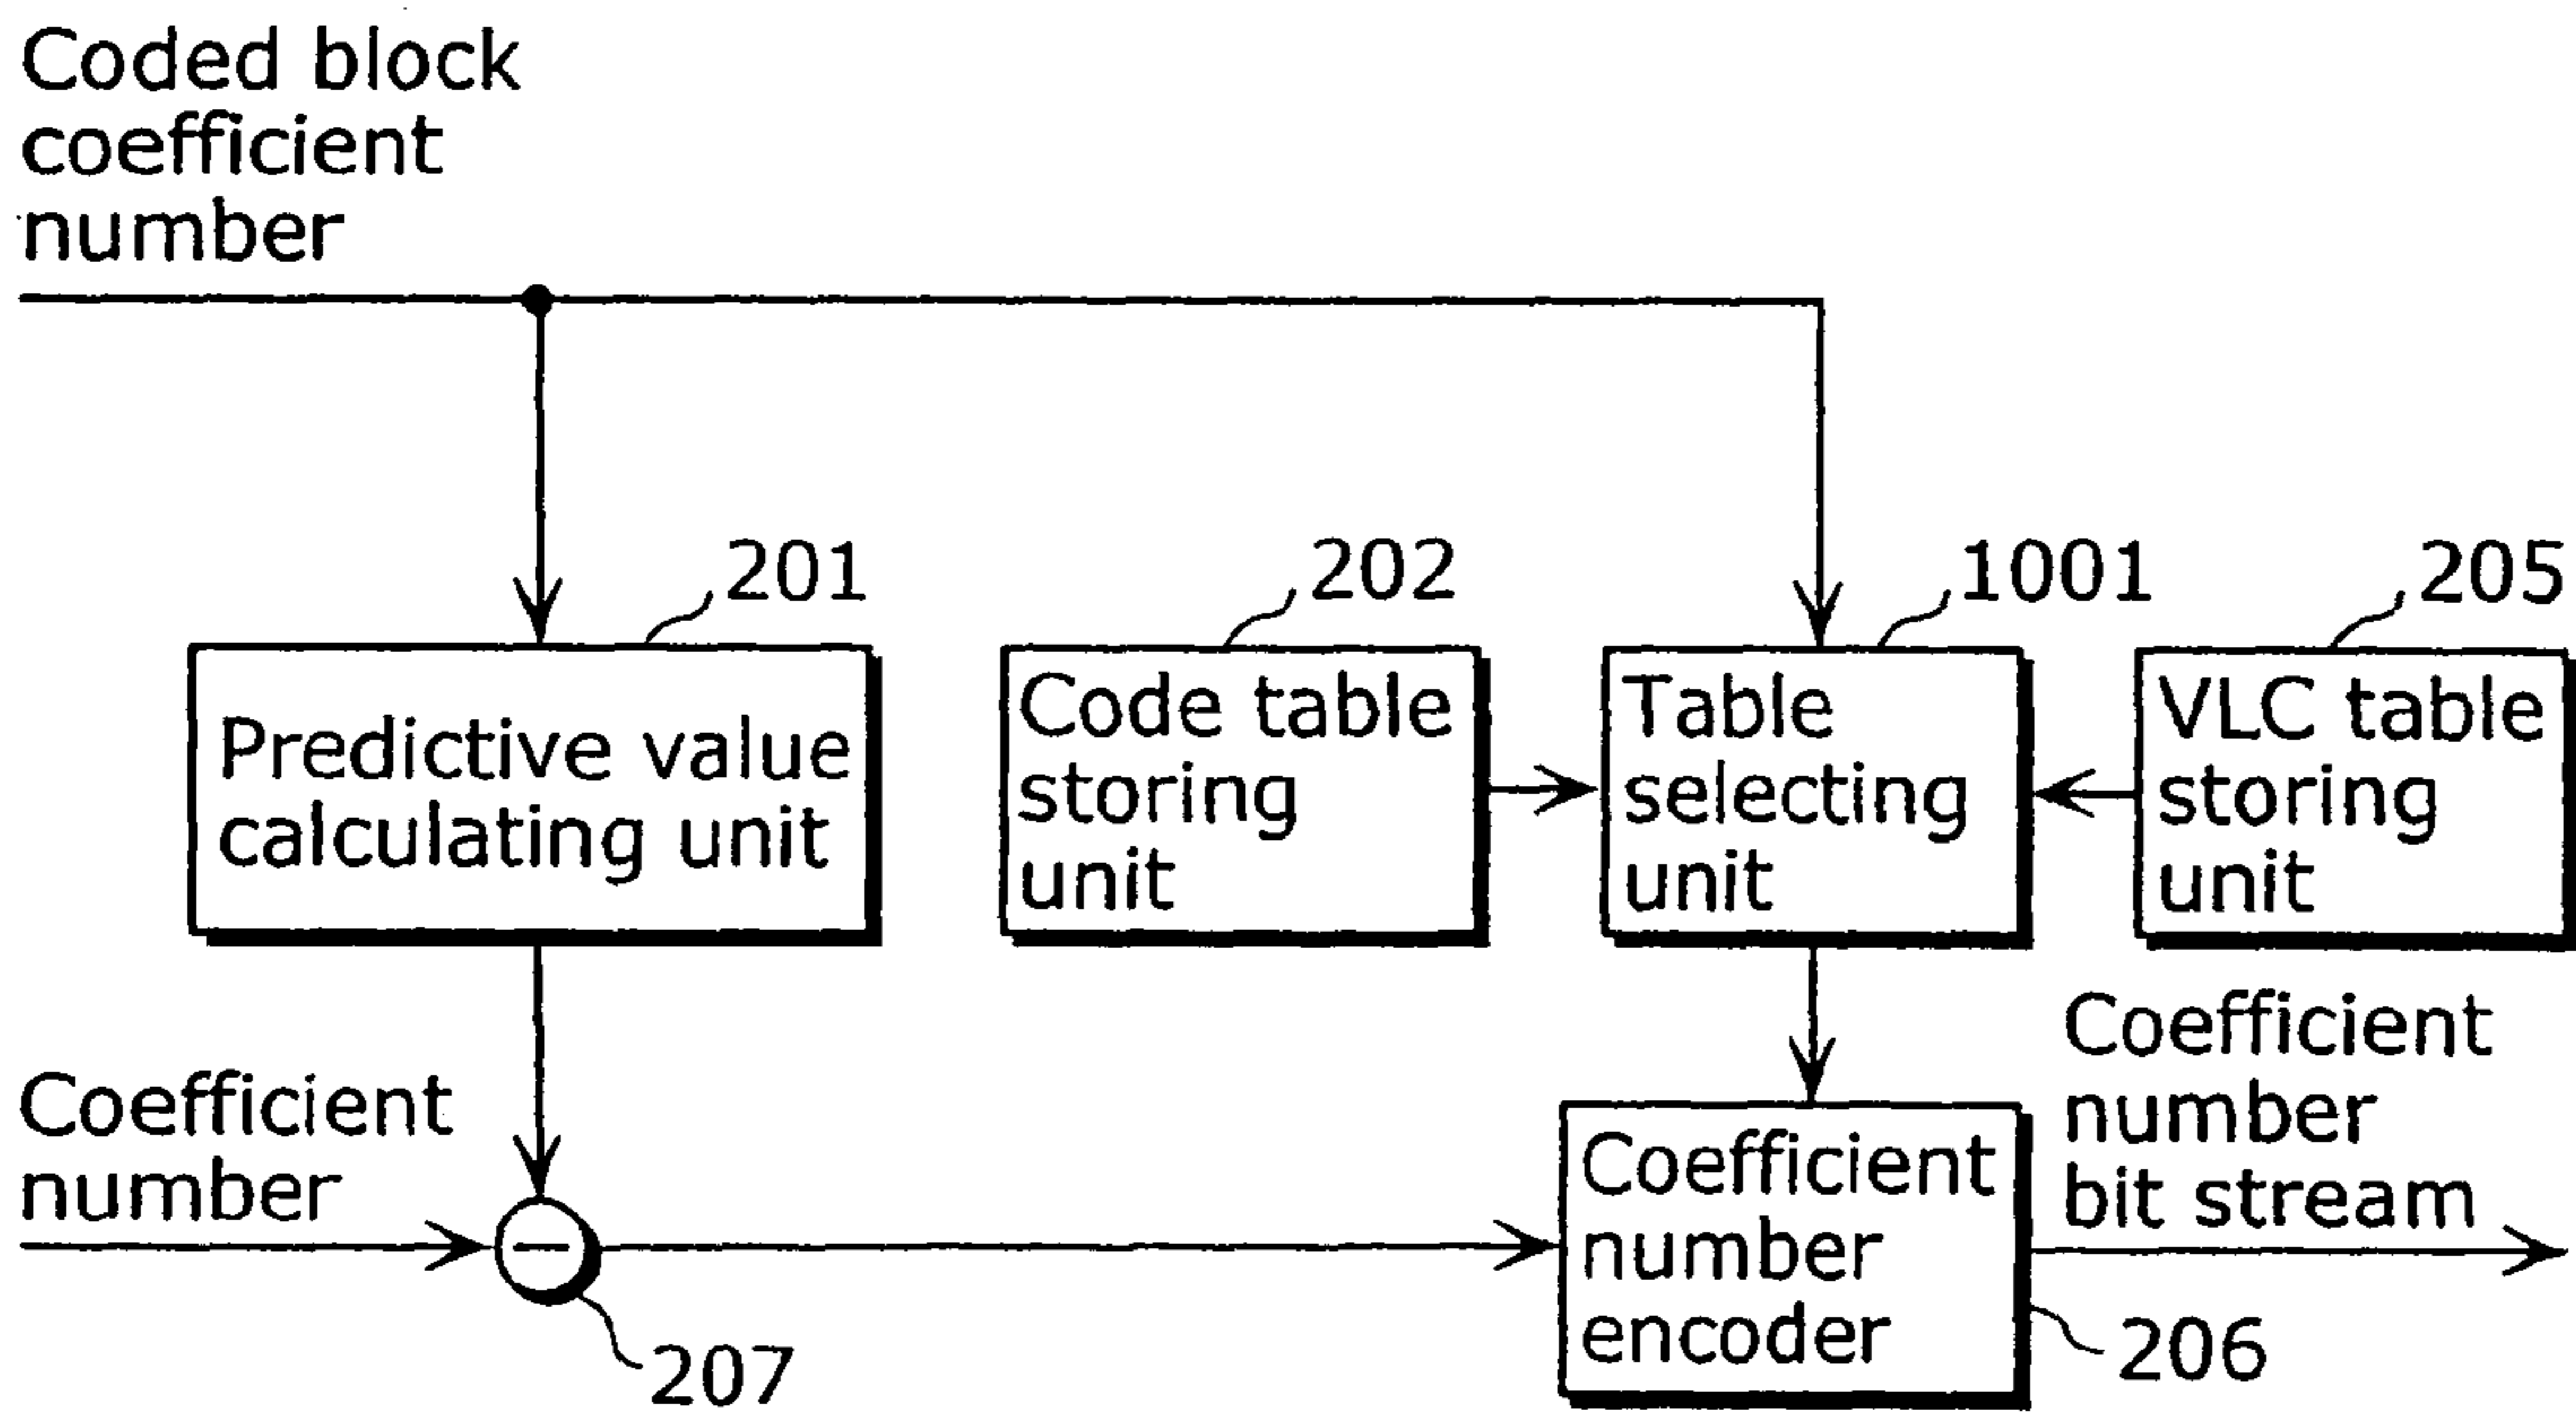 Coded block
coefficient
number
201
202
1001
205
Predictive value
calculating unit
Code table
storing
unit
Table
selecting
unit
VLC table
storing
unit
Coefficient
number
Coefficient
number
encoder
Coefficient
number
bit stream
207
206